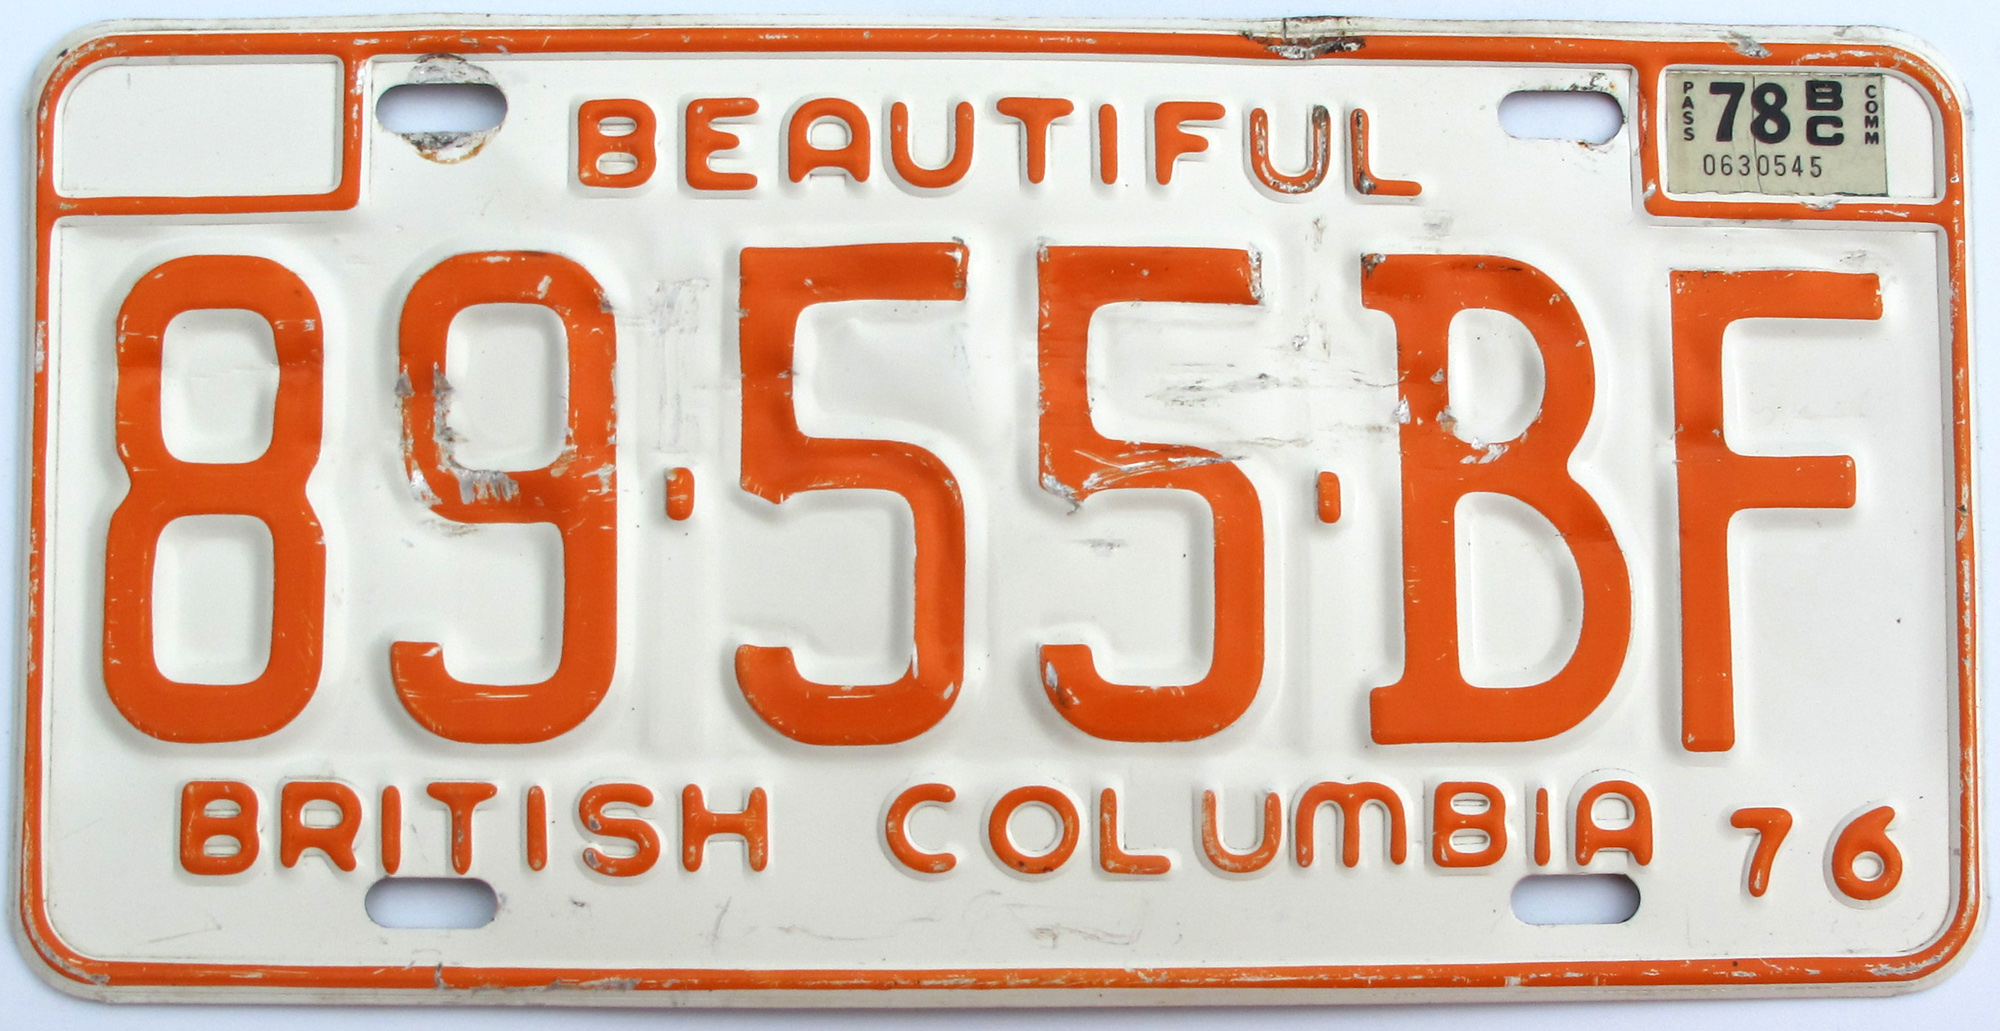 BEAUTIFUL
PASS 78 BC COMM
0630545
89·55·BF
BRITISH COLUMBIA 76